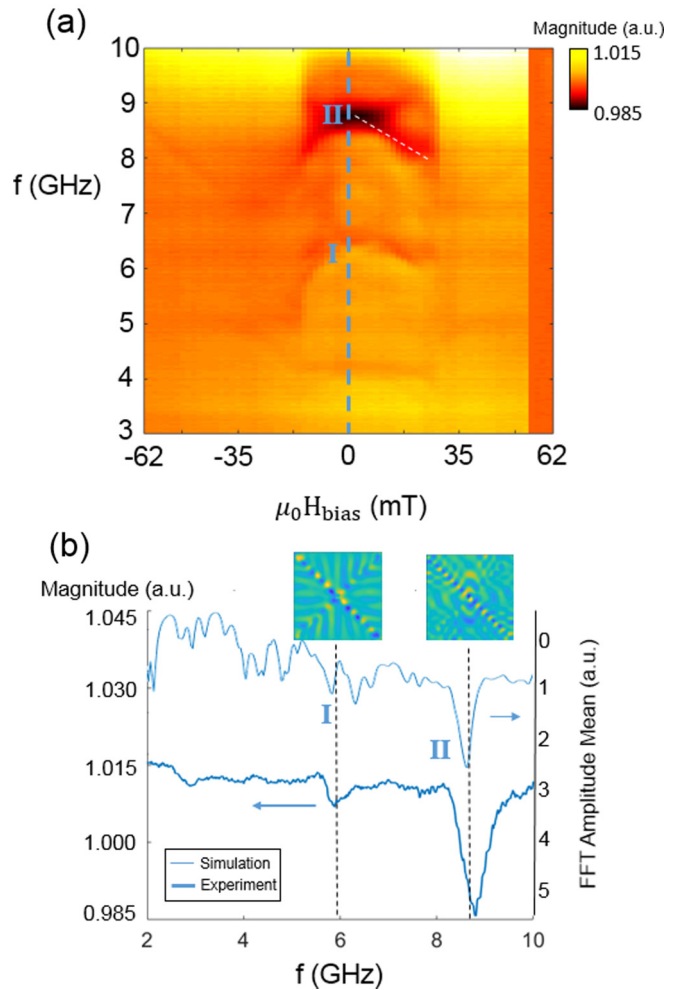 (a)
Magnitude (a.u.)
1.015
0.985
10
9
8
7
6
5
4
3
f (GHz)
II
I
-62 -35 0 35 62
μ₀H_bias (mT)
(b)
Magnitude (a.u.)
1.045
1.030
1.015
1.000
0.985
I
II
Simulation
Experiment
0
1
2
3
4
5
FFT Amplitude Mean (a.u.)
2 4 6 8 10
f (GHz)